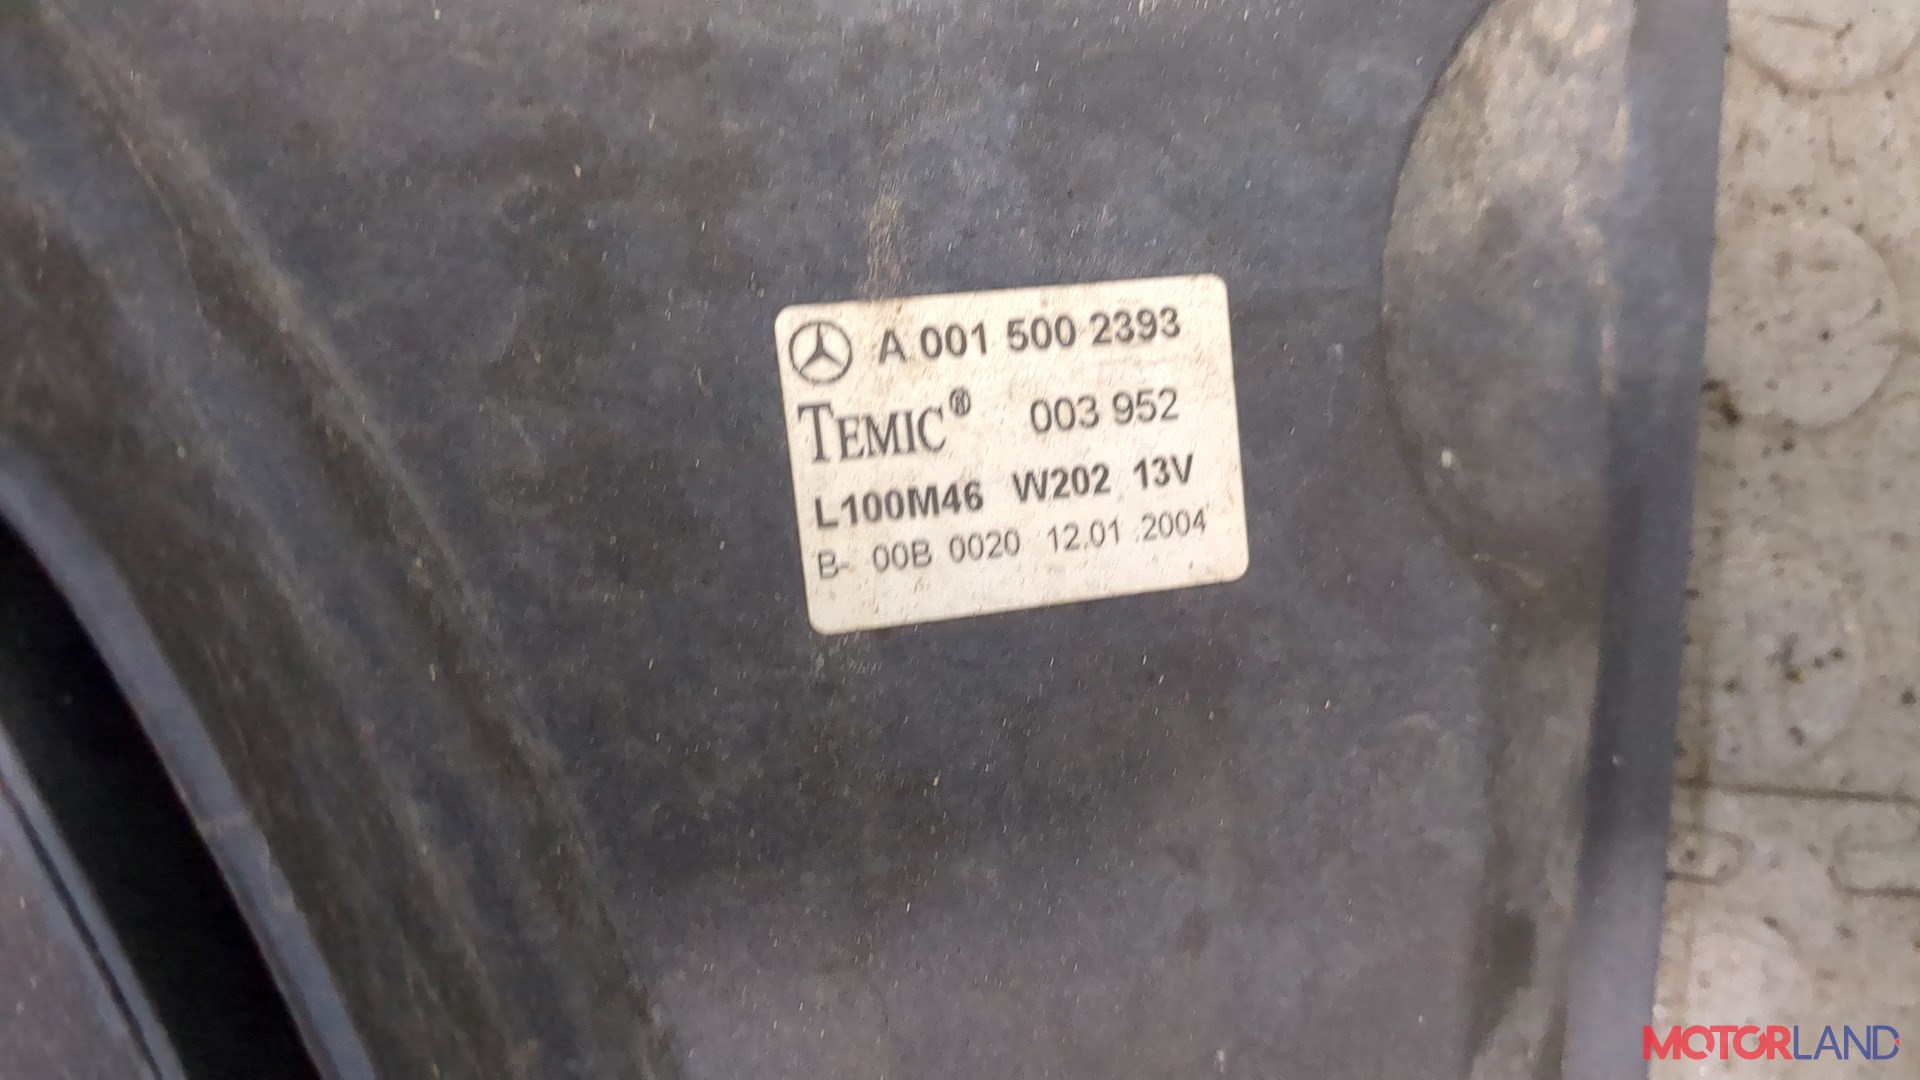 A 001 500 2393
TEMIC® 003 952
L100M46 W202 13V
B- 00B 0020 12.01.2004
MOTORLAND